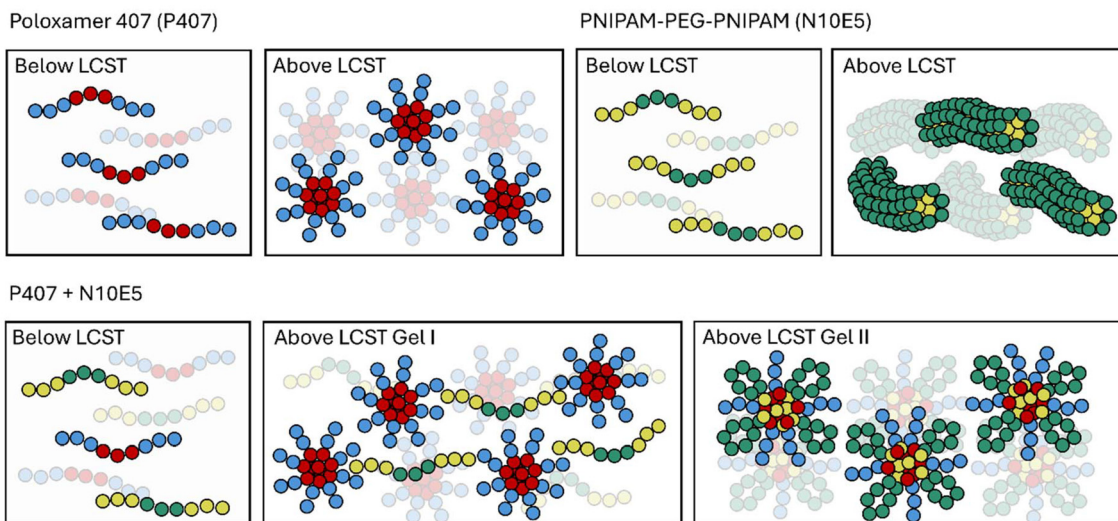 Poloxamer 407 (P407)
PNIPAM-PEG-PNIPAM (N10E5)
Below LCST
Above LCST
Below LCST
Above LCST
P407 + N10E5
Below LCST
Above LCST Gel I
Above LCST Gel II